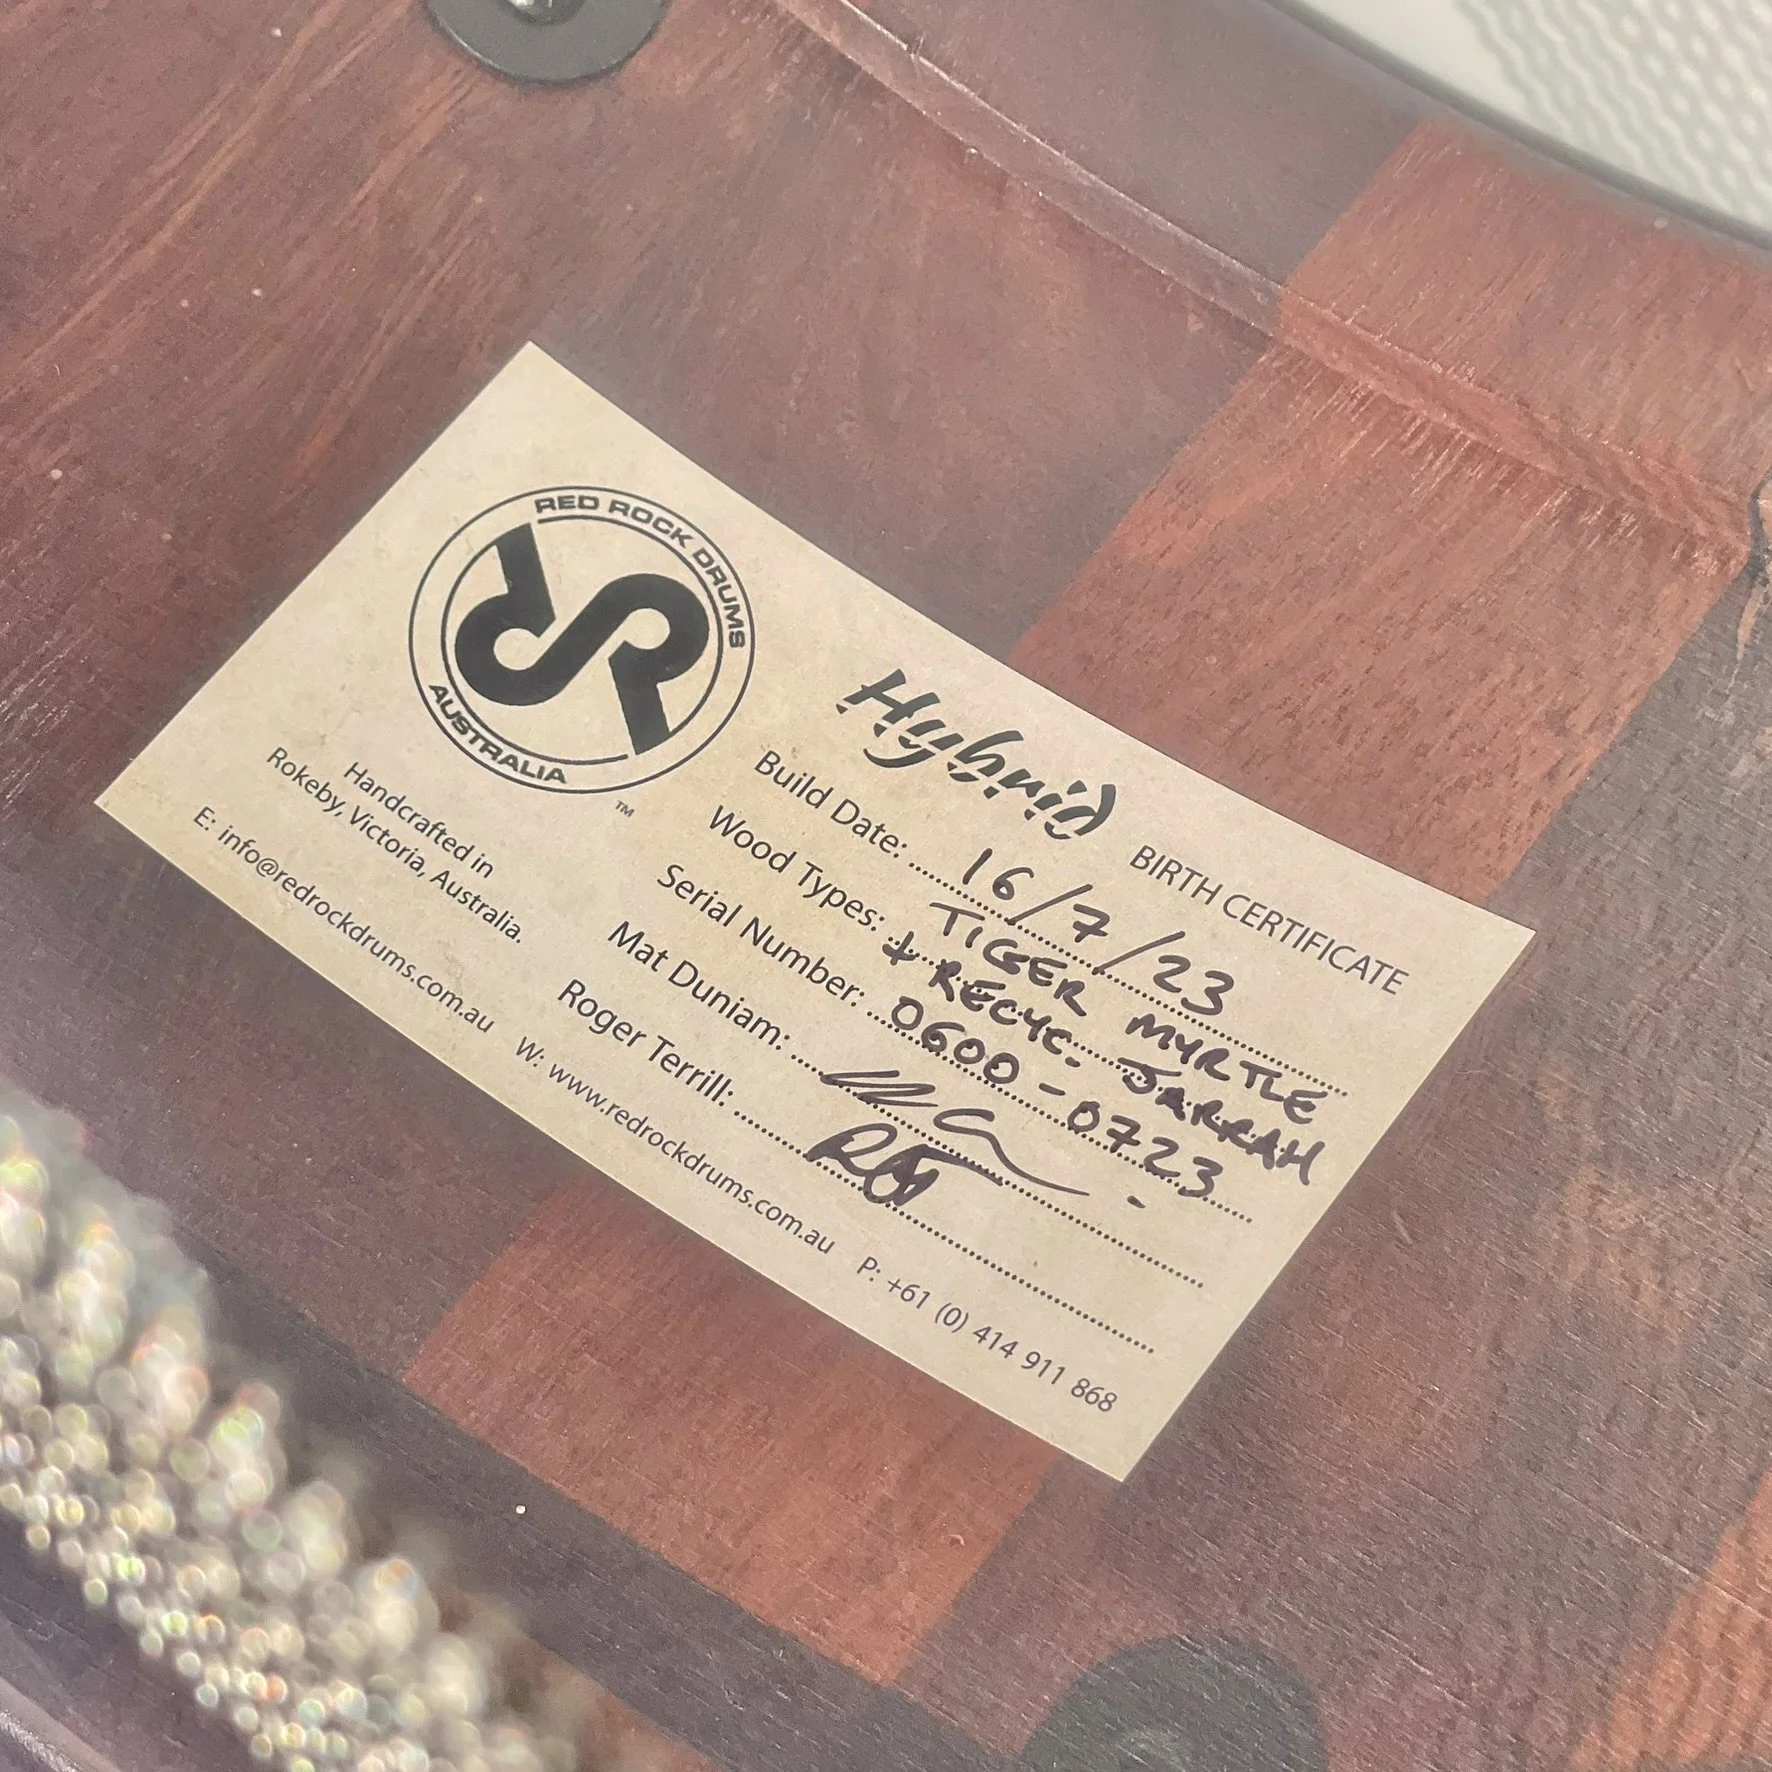 RED ROCK DRUMS
AUSTRALIA
TM
Handcrafted in
Rokeby, Victoria, Australia.
Hybrid BIRTH CERTIFICATE
Build Date: 16/7/23
Wood Types: TIGER MYRTLE
+ RECYC. JARRAH
Serial Number: 0600-0723
Mat Duniam:
Roger Terrill:
E: info@redrockdrums.com.au W: www.redrockdrums.com.au P: +61 (0) 414 911 868